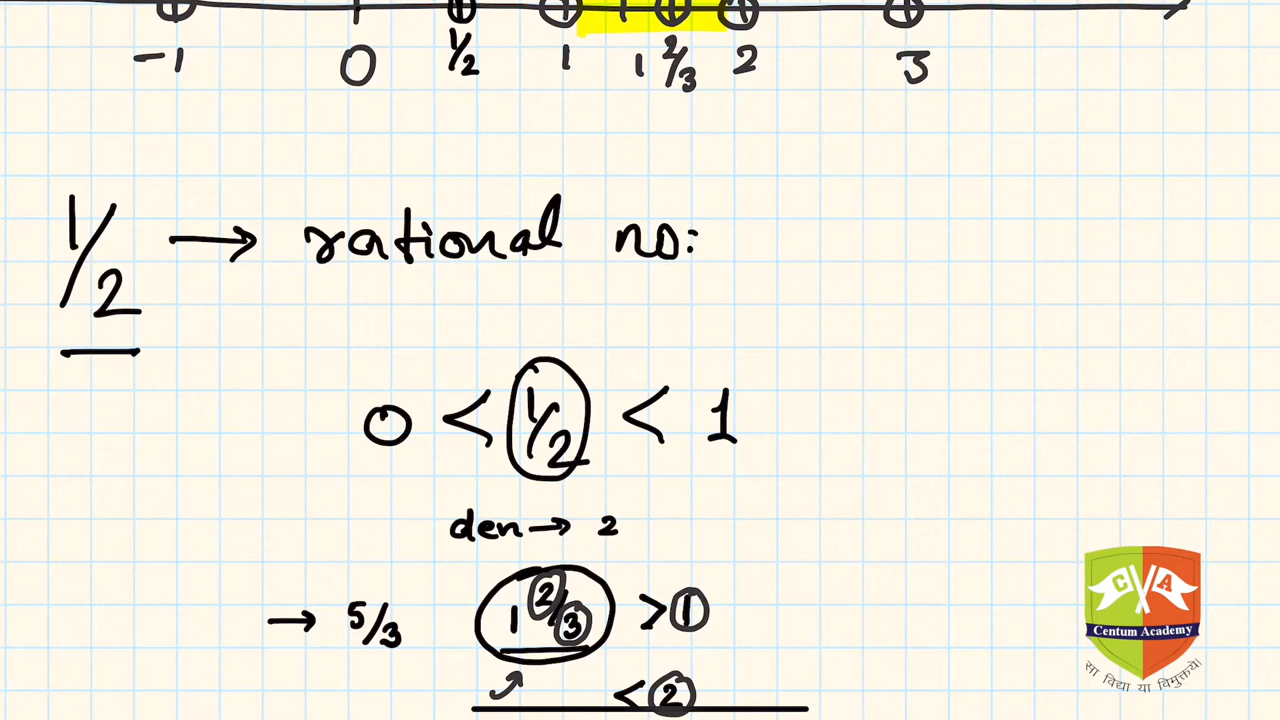 -1 0 1/2 1 1 2/3 2 3
1/2 → rational no:
0 < 1/2 < 1
den → 2
→ 5/3 1 2/3 > 1
< 2
C A
Centum Academy
सा विद्या या विमुक्तये